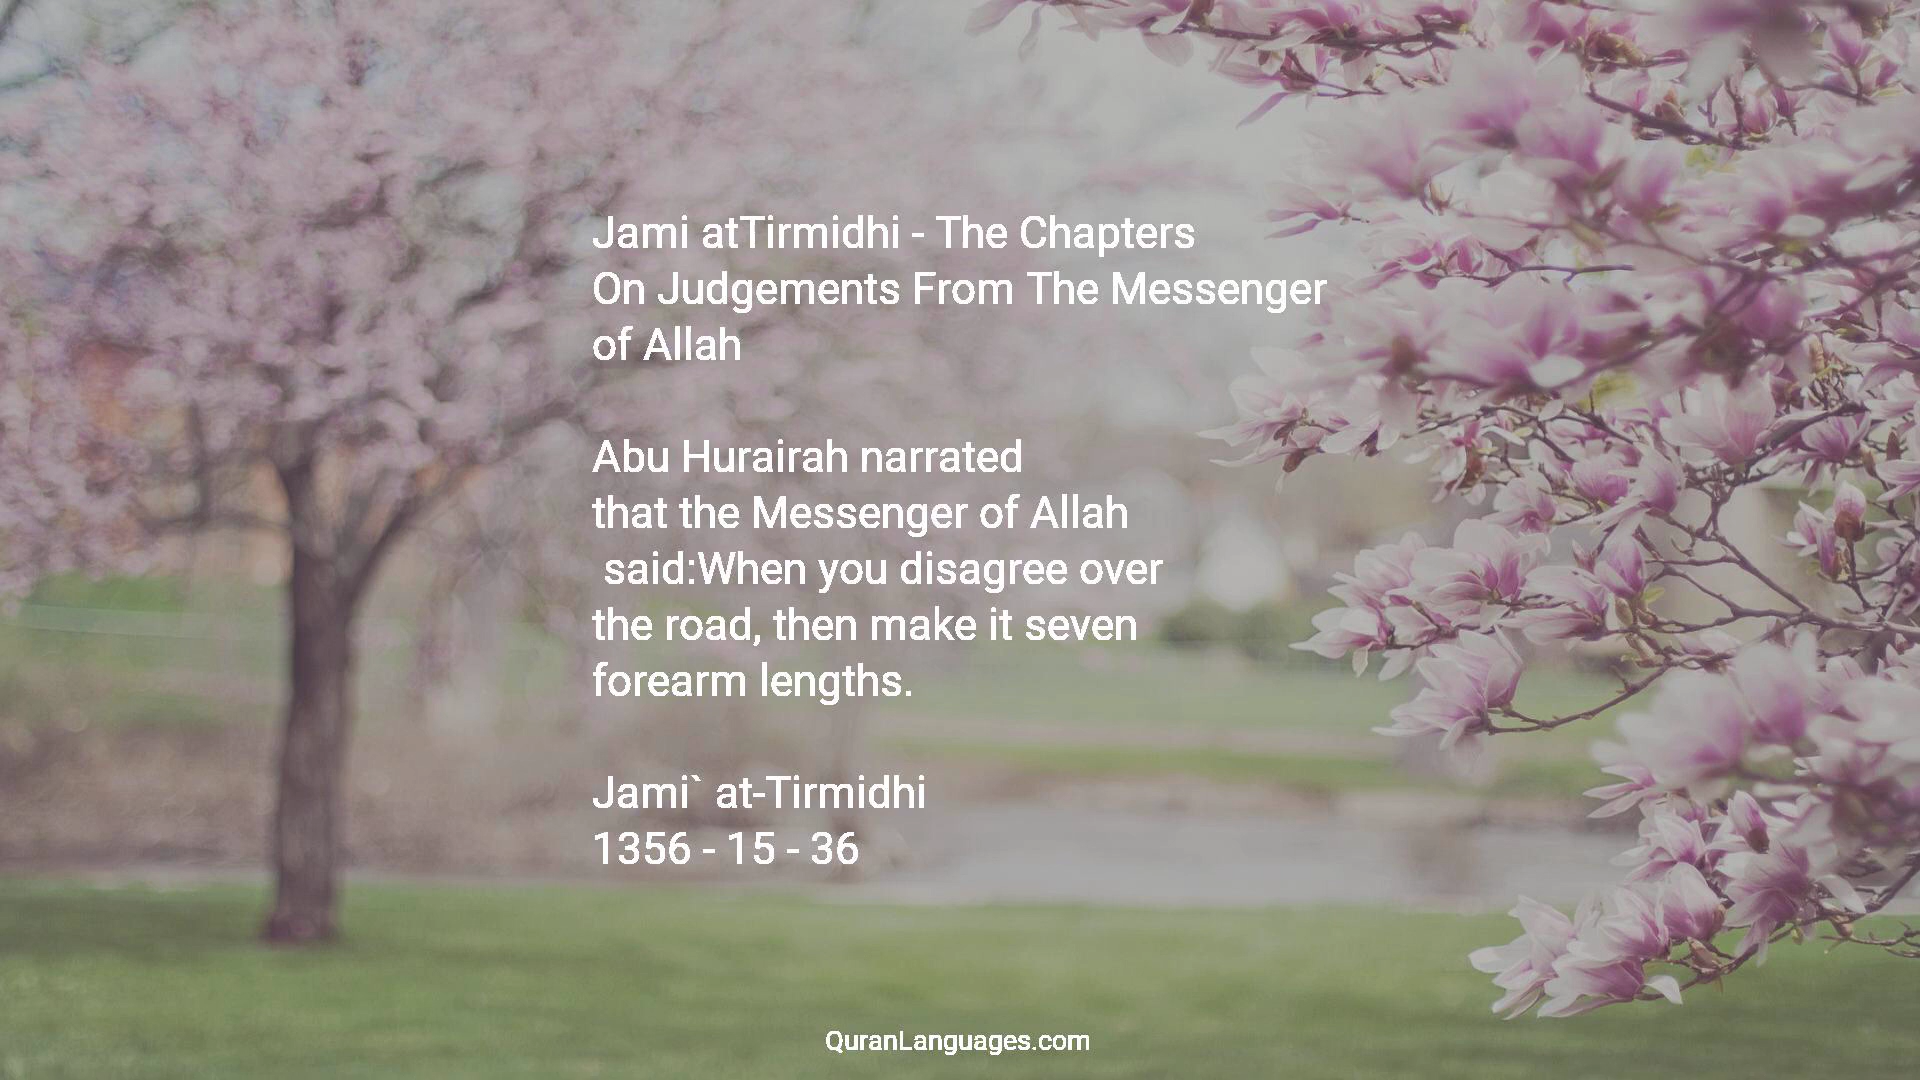 Jami atTirmidhi - The Chapters
On Judgements From The Messenger
of Allah
Abu Hurairah narrated
that the Messenger of Allah
said:When you disagree over
the road, then make it seven
forearm lengths.
Jami` at-Tirmidhi
1356 - 15 - 36
QuranLanguages.com